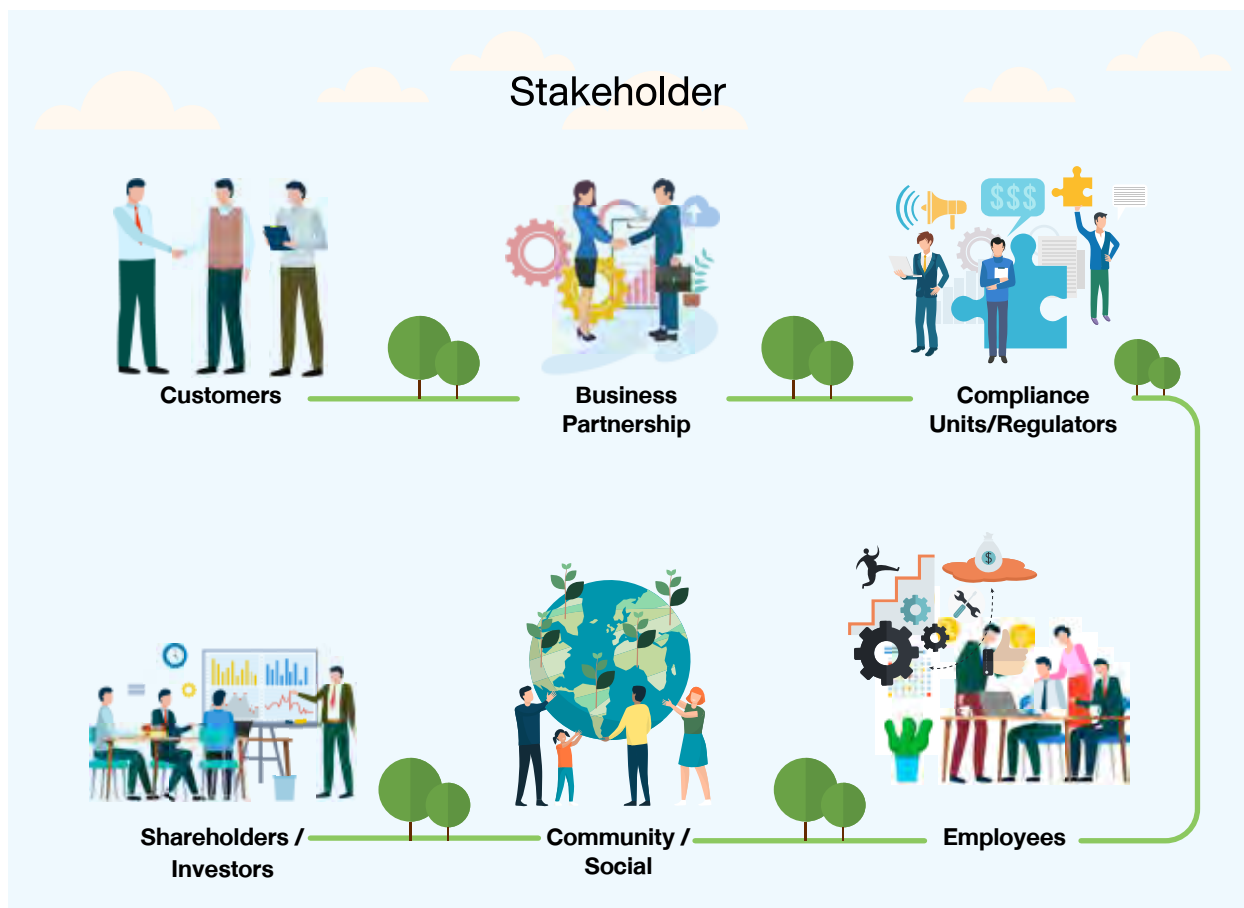 Stakeholder
$$$
Customers
Business
Partnership
Compliance
Units/Regulators
$
Shareholders /
Investors
Community /
Social
Employees